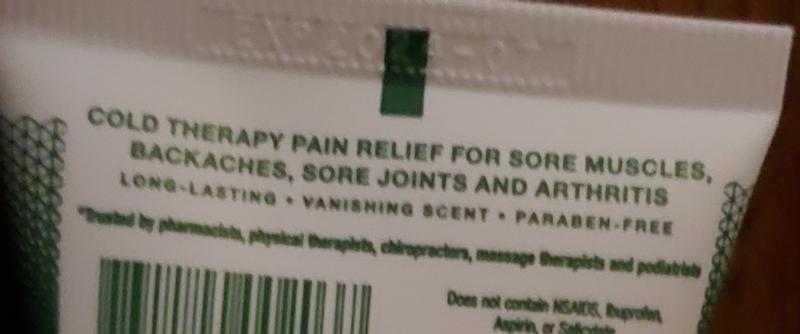 COLD THERAPY PAIN RELIEF FOR SORE MUSCLES,
BACKACHES, SORE JOINTS AND ARTHRITIS
LONG-LASTING • VANISHING SCENT • PARABEN-FREE
*Trusted by pharmacists, physical therapists, chiropractors, massage therapists and podiatrists
Does not contain NSAIDS, Ibuprofen,
Aspirin, or Salicylate